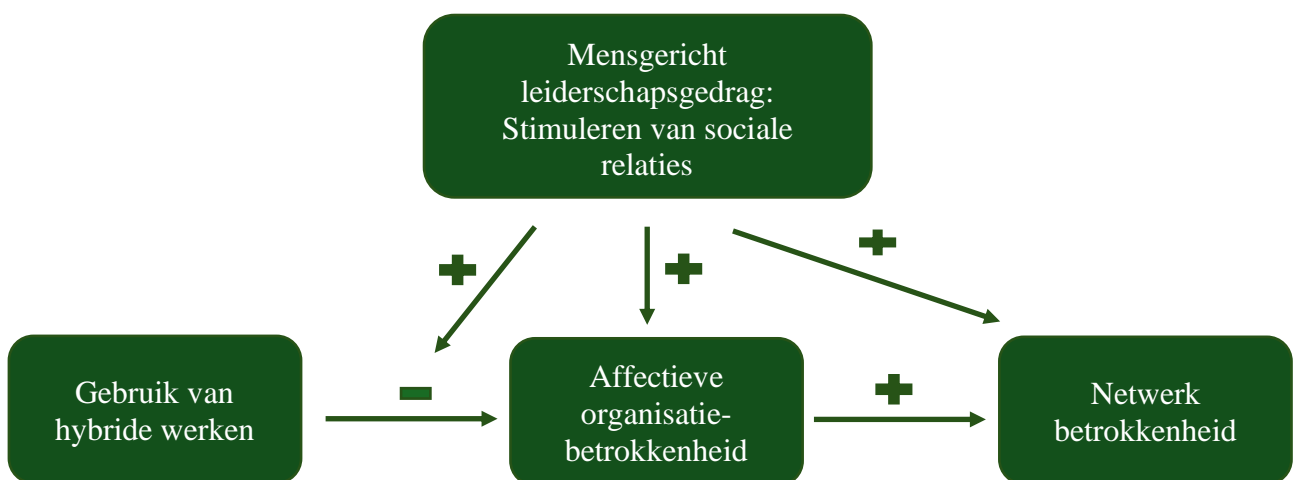 Mensgericht
leiderschapsgedrag:
Stimuleren van sociale
relaties
Gebruik van
hybride werken
Affectieve
organisatie-
betrokkenheid
Netwerk
betrokkenheid